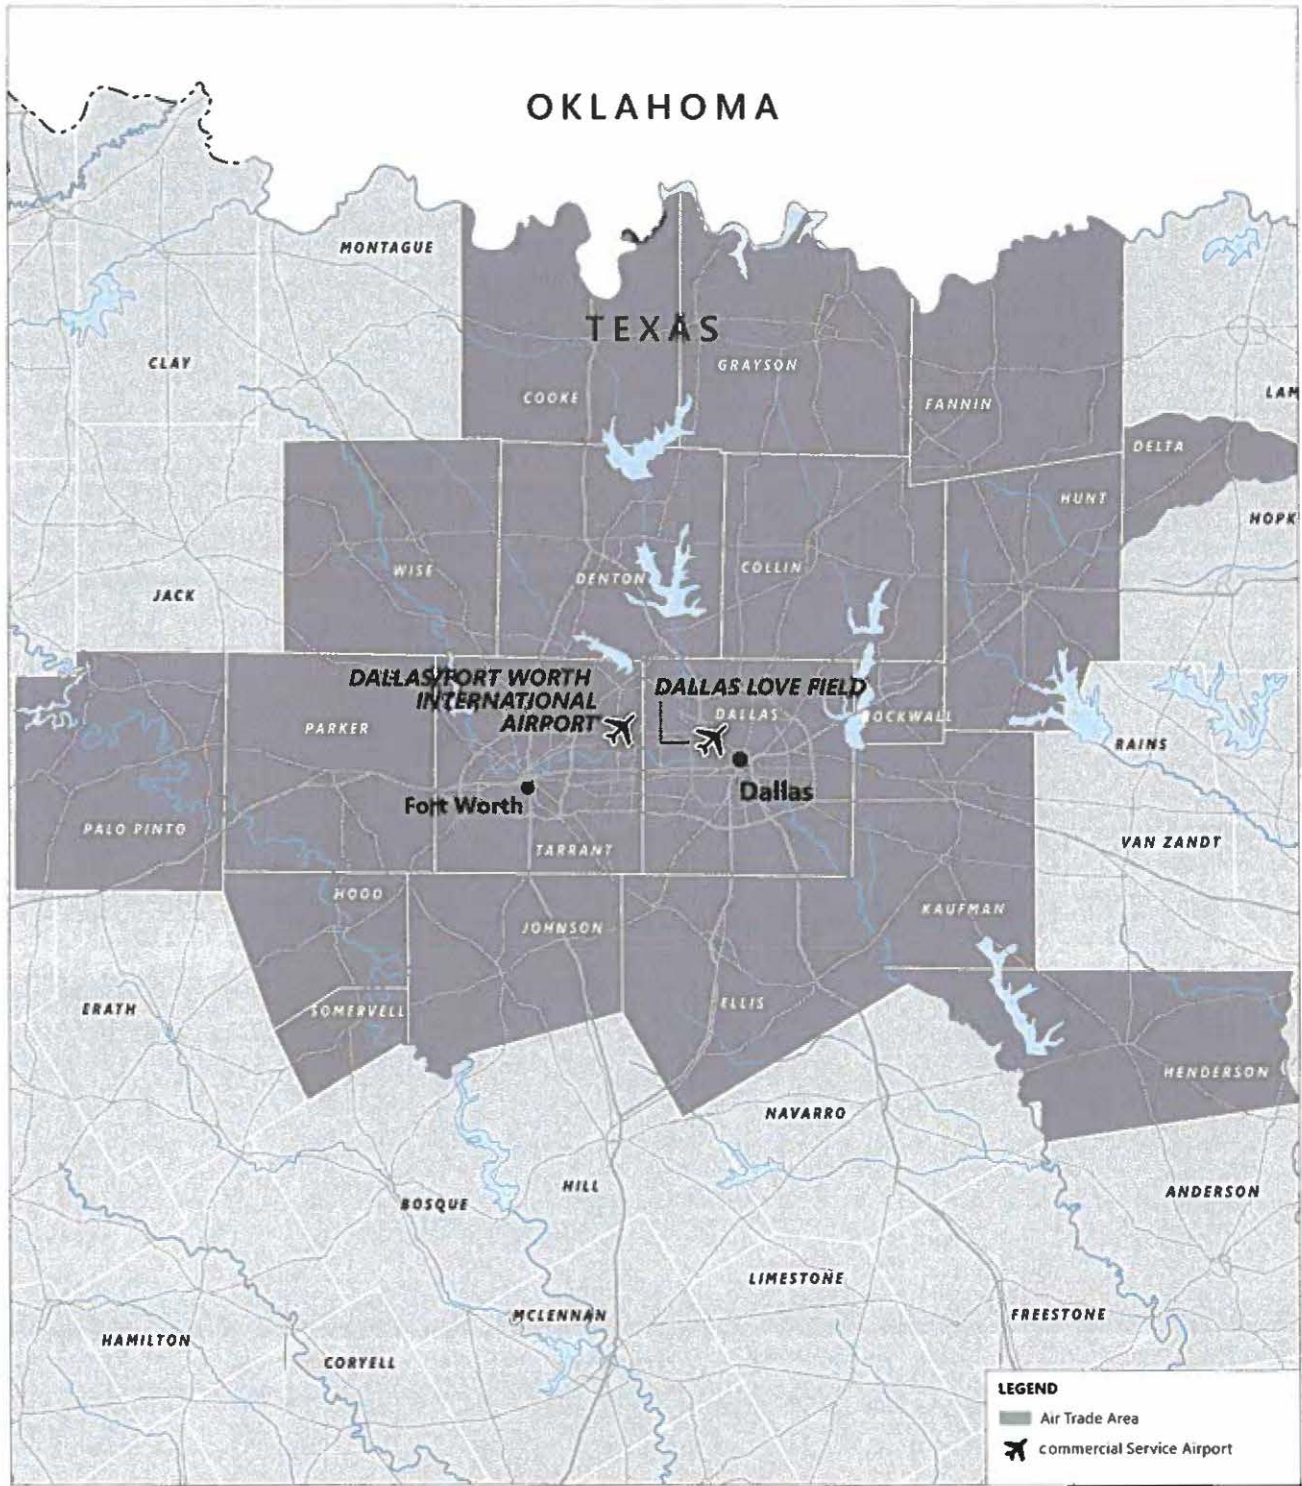 OKLAHOMA
MONTAGUE
TEXAS
CLAY
GRAYSON
COOKE
FANNIN
LAM
DELTA
HUNT
HOPK
WISE
DENTON
COLLIN
JACK
DALLAS/FORT WORTH
INTERNATIONAL
AIRPORT
DALLAS LOVE FIELD
DALLAS
ROCKWALL
PARKER
RAINS
Dallas
Fort Worth
PALO PINTO
VAN ZANDT
TARRANT
HOOD
KAUFMAN
JOHNSON
ELLIS
ERATH
SOMERVELL
HENDERSON
NAVARRO
HILL
ANDERSON
BOSQUE
LIMESTONE
MCLENNAN
FREESTONE
HAMILTON
CORYELL
LEGEND
Air Trade Area
commercial Service Airport